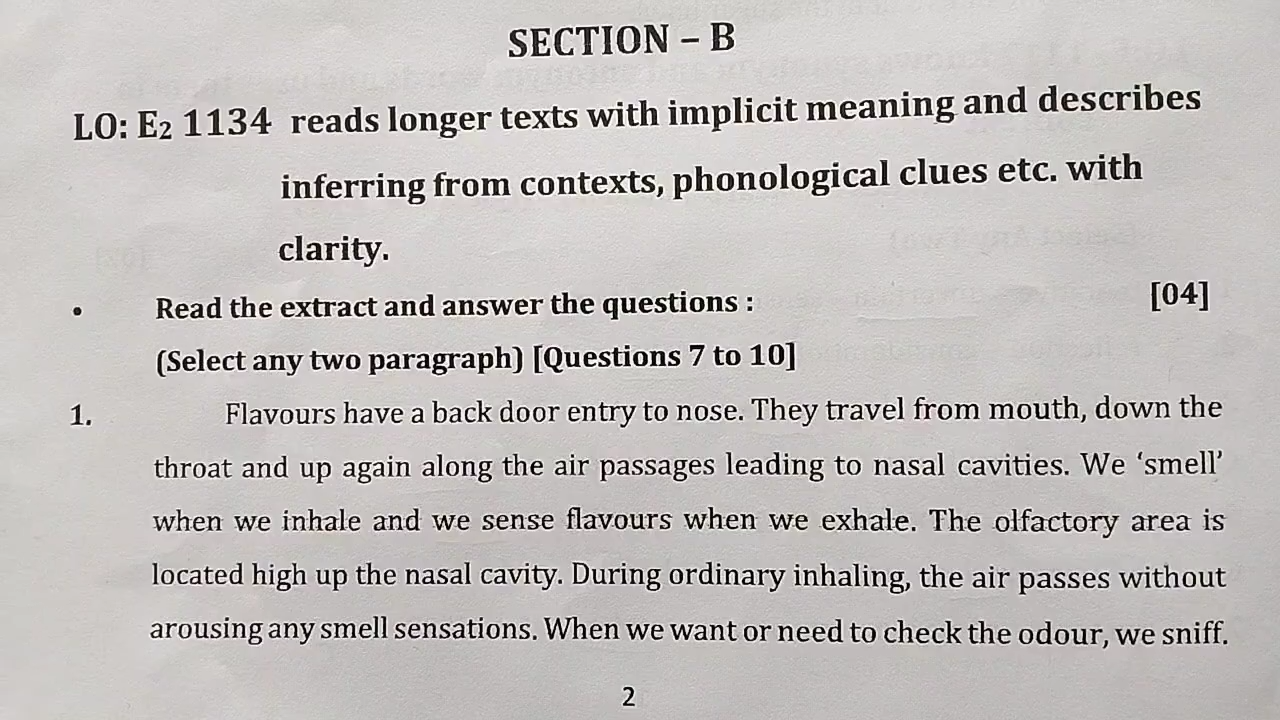 SECTION – B
LO: E₂ 1134 reads longer texts with implicit meaning and describes
inferring from contexts, phonological clues etc. with
clarity.
• Read the extract and answer the questions : [04]
(Select any two paragraph) [Questions 7 to 10]
1. Flavours have a back door entry to nose. They travel from mouth, down the
throat and up again along the air passages leading to nasal cavities. We ‘smell’
when we inhale and we sense flavours when we exhale. The olfactory area is
located high up the nasal cavity. During ordinary inhaling, the air passes without
arousing any smell sensations. When we want or need to check the odour, we sniff.
2